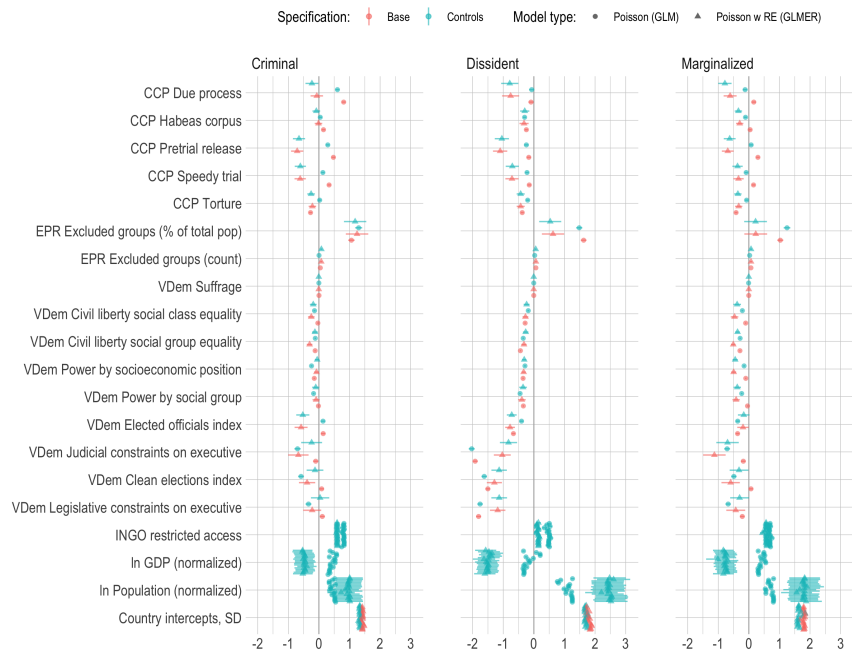 Specification: Base Controls Model type: Poisson (GLM) Poisson w RE (GLMER)
Criminal Dissident Marginalized
CCP Due process
CCP Habeas corpus
CCP Pretrial release
CCP Speedy trial
CCP Torture
EPR Excluded groups (% of total pop)
EPR Excluded groups (count)
VDem Suffrage
VDem Civil liberty social class equality
VDem Civil liberty social group equality
VDem Power by socioeconomic position
VDem Power by social group
VDem Elected officials index
VDem Judicial constraints on executive
VDem Clean elections index
VDem Legislative constraints on executive
INGO restricted access
ln GDP (normalized)
ln Population (normalized)
Country intercepts, SD
-2 -1 0 1 2 3 -2 -1 0 1 2 3 -2 -1 0 1 2 3